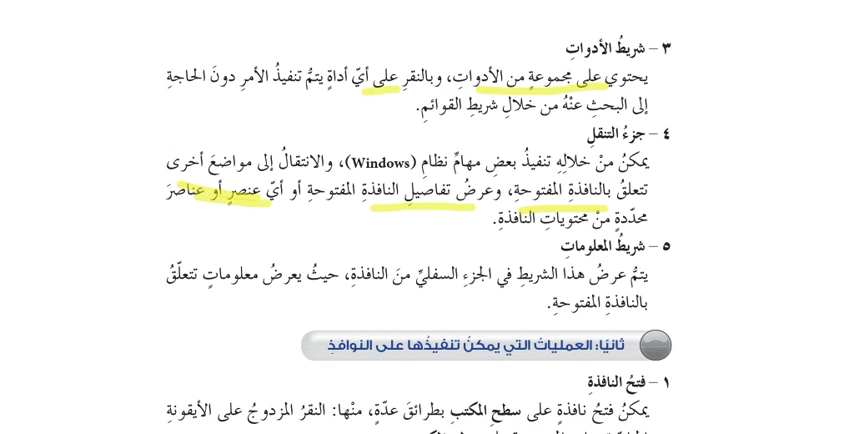 ٣ – شريطُ الأدواتِ
يحتوي على مجموعةٍ من الأدواتِ، وبالنقرِ على أيّ أداةٍ يتمُّ تنفيذُ الأمرِ دونَ الحاجةِ
إلى البحثِ عنْهُ من خلالِ شريطِ القوائمِ.
٤ – جزءُ التنقلِ
يمكنُ منْ خلالِهِ تنفيذُ بعضِ مهامِّ نظامِ (Windows)، والانتقالُ إلى مواضعَ أخرى
تتعلقُ بالنافذةِ المفتوحةِ، وعرضُ تفاصيلِ النافذةِ المفتوحةِ أو أيّ عنصرٍ أو عناصرَ
محدّدةٍ منْ محتوياتِ النافذةِ.
٥ – شريطُ المعلوماتِ
يتمُّ عرضُ هذا الشريطِ في الجزءِ السفليِّ منَ النافذةِ، حيثُ يعرضُ معلوماتٍ تتعلّقُ
بالنافذةِ المفتوحةِ.
ثانيًا: العملياتُ التي يمكنُ تنفيذُها على النوافذِ
١ – فتحُ النافذةِ
يمكنُ فتحُ نافذةٍ على سطحِ المكتبِ بطرائقَ عدّةٍ، منْها: النقرُ المزدوجُ على الأيقونةِ